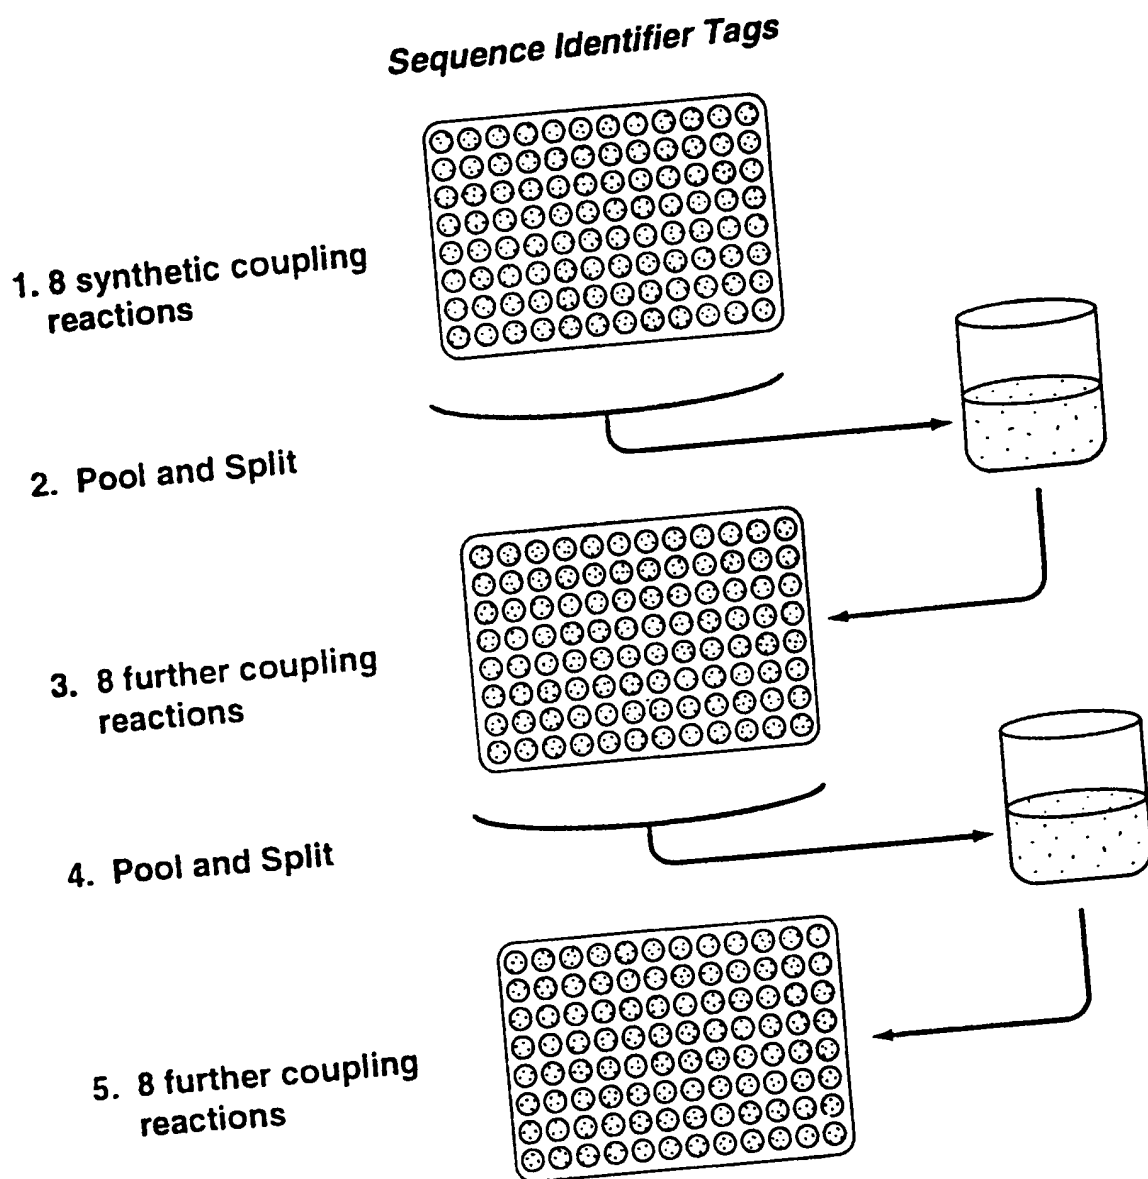 Sequence Identifier Tags
1. 8 synthetic coupling
reactions
2. Pool and Split
3. 8 further coupling
reactions
4. Pool and Split
5. 8 further coupling
reactions